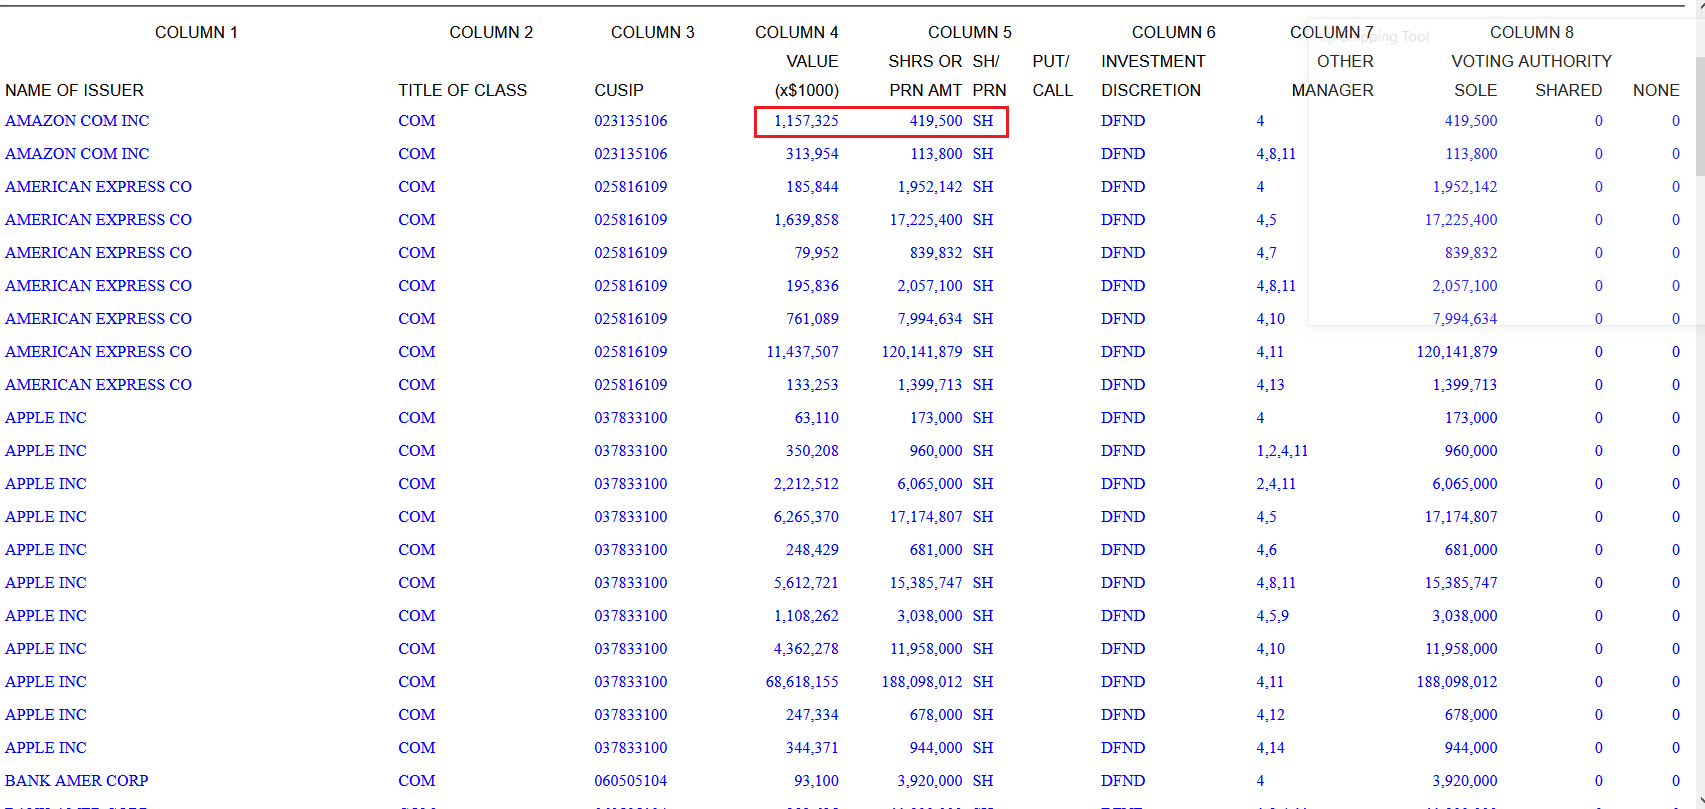 COLUMN 1 COLUMN 2 COLUMN 3 COLUMN 4 COLUMN 5 COLUMN 6 COLUMN 7 COLUMN 8
VALUE SHRS OR SH/ PUT/ INVESTMENT OTHER VOTING AUTHORITY
NAME OF ISSUER TITLE OF CLASS CUSIP (x$1000) PRN AMT PRN CALL DISCRETION MANAGER SOLE SHARED NONE
AMAZON COM INC COM 023135106 1,157,325 419,500 SH DFND 4 419,500 0 0
AMAZON COM INC COM 023135106 313,954 113,800 SH DFND 4,8,11 113,800 0 0
AMERICAN EXPRESS CO COM 025816109 185,844 1,952,142 SH DFND 4 1,952,142 0 0
AMERICAN EXPRESS CO COM 025816109 1,639,858 17,225,400 SH DFND 4,5 17,225,400 0 0
AMERICAN EXPRESS CO COM 025816109 79,952 839,832 SH DFND 4,7 839,832 0 0
AMERICAN EXPRESS CO COM 025816109 195,836 2,057,100 SH DFND 4,8,11 2,057,100 0 0
AMERICAN EXPRESS CO COM 025816109 761,089 7,994,634 SH DFND 4,10 7,994,634 0 0
AMERICAN EXPRESS CO COM 025816109 11,437,507 120,141,879 SH DFND 4,11 120,141,879 0 0
AMERICAN EXPRESS CO COM 025816109 133,253 1,399,713 SH DFND 4,13 1,399,713 0 0
APPLE INC COM 037833100 63,110 173,000 SH DFND 4 173,000 0 0
APPLE INC COM 037833100 350,208 960,000 SH DFND 1,2,4,11 960,000 0 0
APPLE INC COM 037833100 2,212,512 6,065,000 SH DFND 2,4,11 6,065,000 0 0
APPLE INC COM 037833100 6,265,370 17,174,807 SH DFND 4,5 17,174,807 0 0
APPLE INC COM 037833100 248,429 681,000 SH DFND 4,6 681,000 0 0
APPLE INC COM 037833100 5,612,721 15,385,747 SH DFND 4,8,11 15,385,747 0 0
APPLE INC COM 037833100 1,108,262 3,038,000 SH DFND 4,5,9 3,038,000 0 0
APPLE INC COM 037833100 4,362,278 11,958,000 SH DFND 4,10 11,958,000 0 0
APPLE INC COM 037833100 68,618,155 188,098,012 SH DFND 4,11 188,098,012 0 0
APPLE INC COM 037833100 247,334 678,000 SH DFND 4,12 678,000 0 0
APPLE INC COM 037833100 344,371 944,000 SH DFND 4,14 944,000 0 0
BANK AMER CORP COM 060505104 93,100 3,920,000 SH DFND 4 3,920,000 0 0